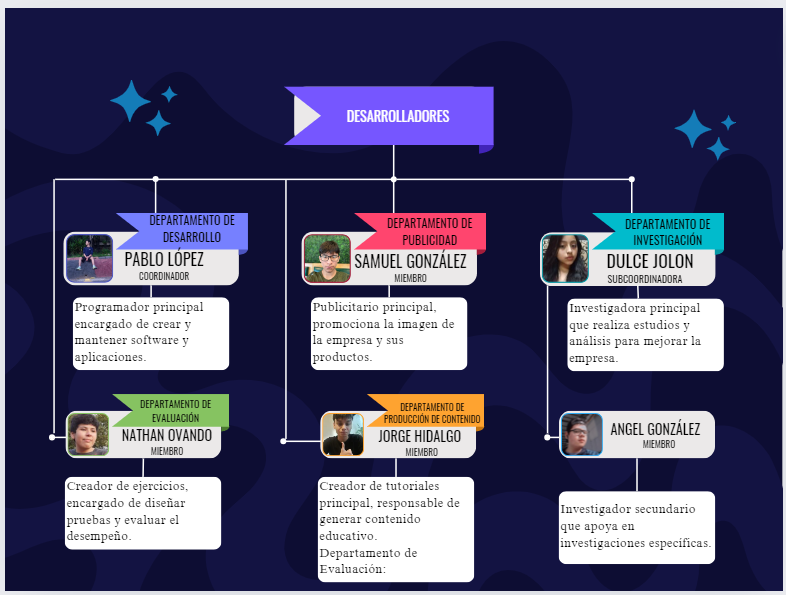 DESARROLLADORES
DEPARTAMENTO DE
DESARROLLO
PABLO LÓPEZ
COORDINADOR
Programador principal
encargado de crear y
mantener software y
aplicaciones.
DEPARTAMENTO DE
PUBLICIDAD
SAMUEL GONZÁLEZ
MIEMBRO
Publicitario principal,
promociona la imagen de
la empresa y sus
productos.
DEPARTAMENTO DE
INVESTIGACIÓN
DULCE JOLON
SUBCOORDINADORA
Investigadora principal
que realiza estudios y
análisis para mejorar la
empresa.
DEPARTAMENTO DE
EVALUACIÓN
NATHAN OVANDO
MIEMBRO
Creador de ejercicios,
encargado de diseñar
pruebas y evaluar el
desempeño.
DEPARTAMENTO DE
PRODUCCIÓN DE CONTENIDO
JORGE HIDALGO
MIEMBRO
Creador de tutoriales
principal, responsable de
generar contenido
educativo.
Departamento de
Evaluación:
ANGEL GONZÁLEZ
MIEMBRO
Investigador secundario
que apoya en
investigaciones específicas.